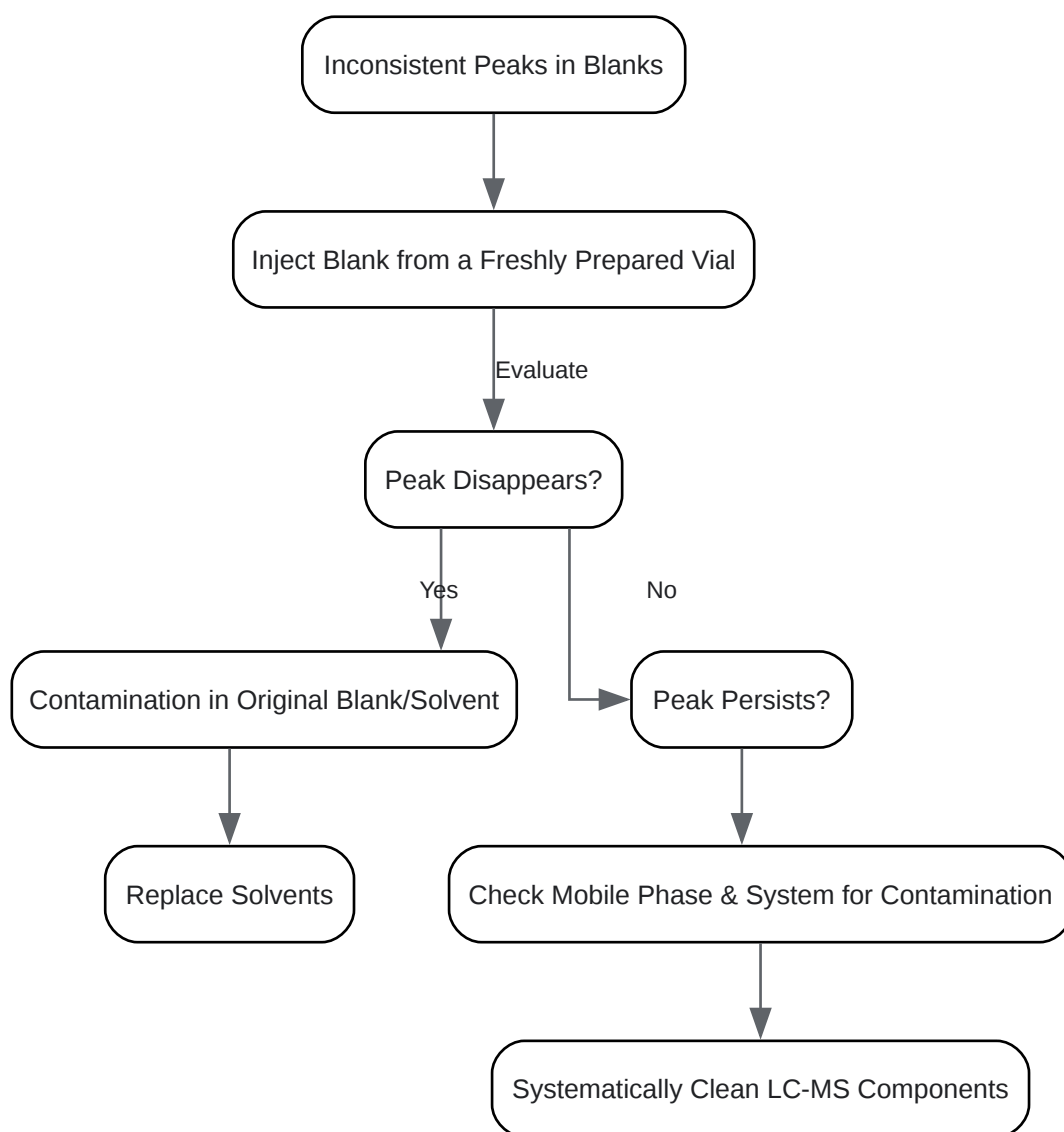 Inconsistent Peaks in Blanks
Inject Blank from a Freshly Prepared Vial
Evaluate
Peak Disappears?
Yes
No
Contamination in Original Blank/Solvent
Peak Persists?
Replace Solvents
Check Mobile Phase & System for Contamination
Systematically Clean LC-MS Components